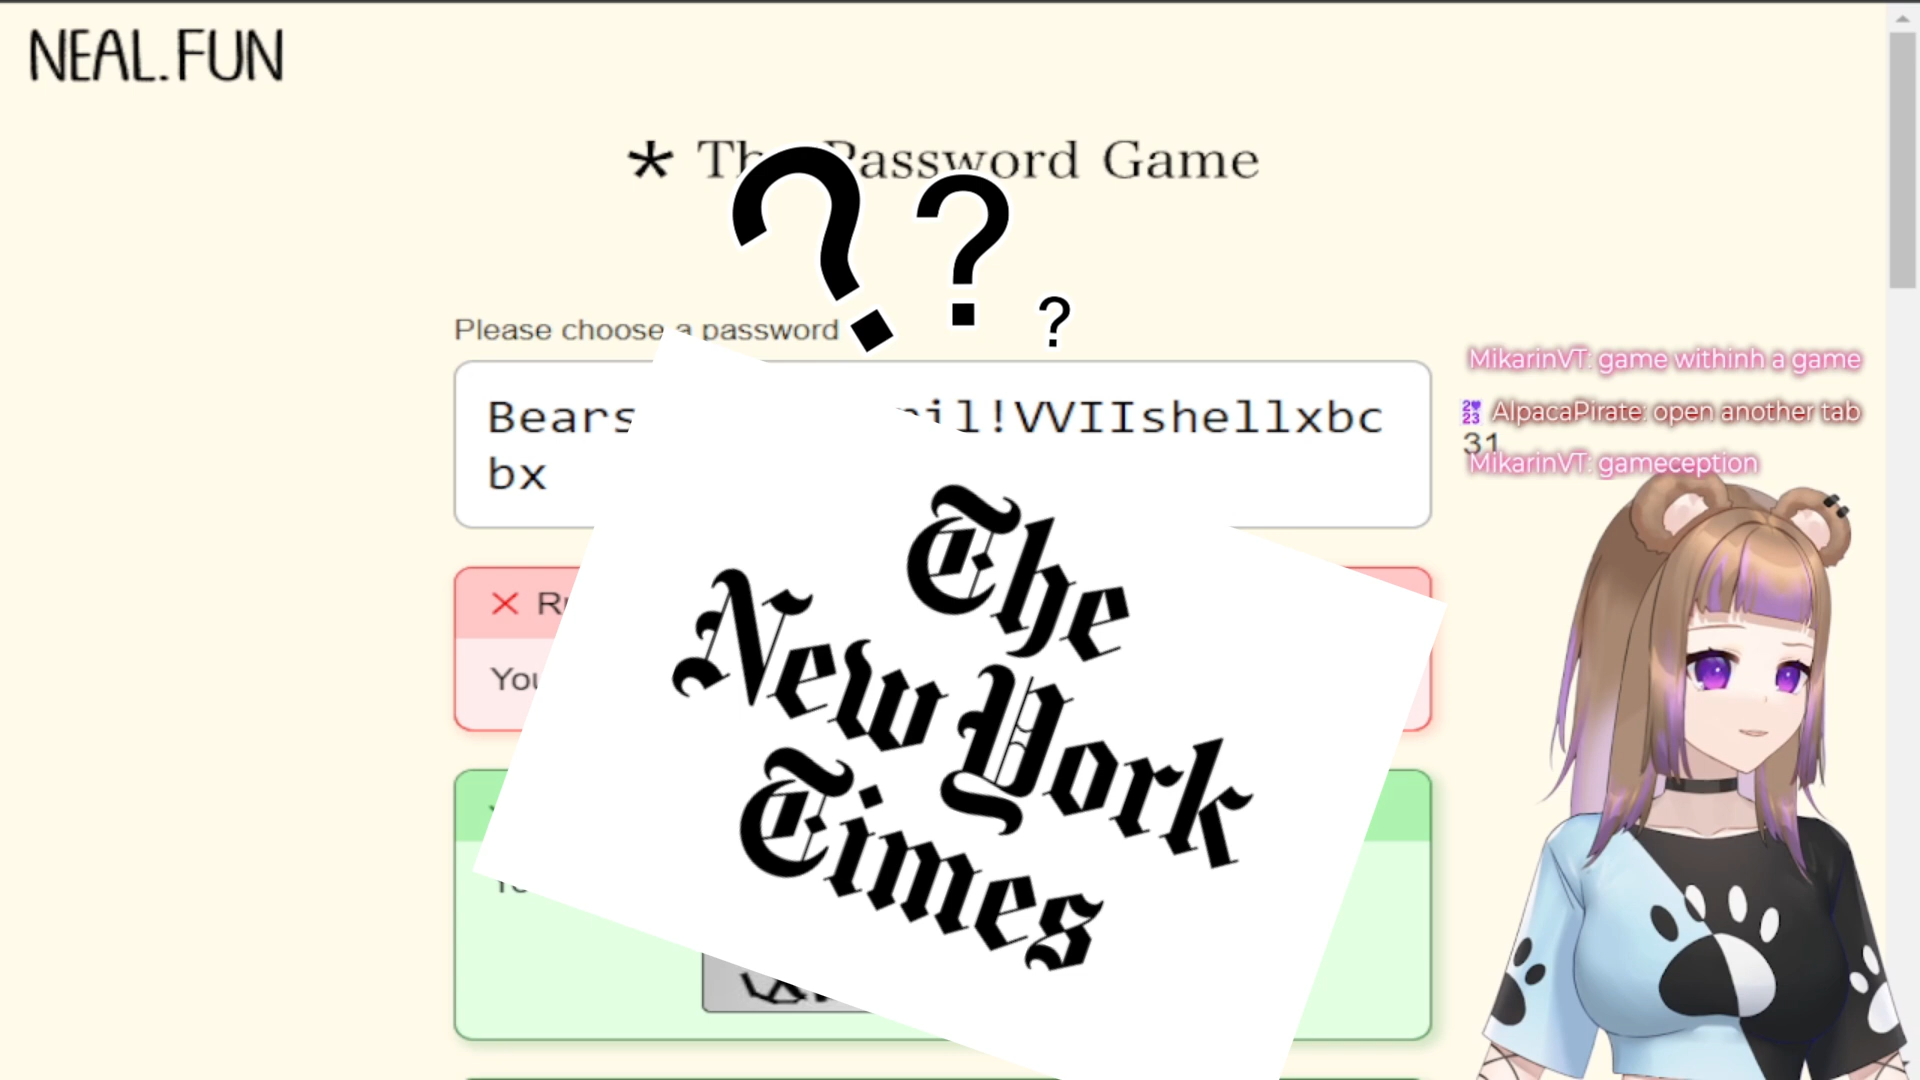 NEAL.FUN
* The Password Game
? ? ?
Please choose a password
Bears il!VVIIshellxbc
bx
31
MikarinVT: game withinh a game
AlpacaPirate: open another tab
MikarinVT: gameception
You
The
New York
Times